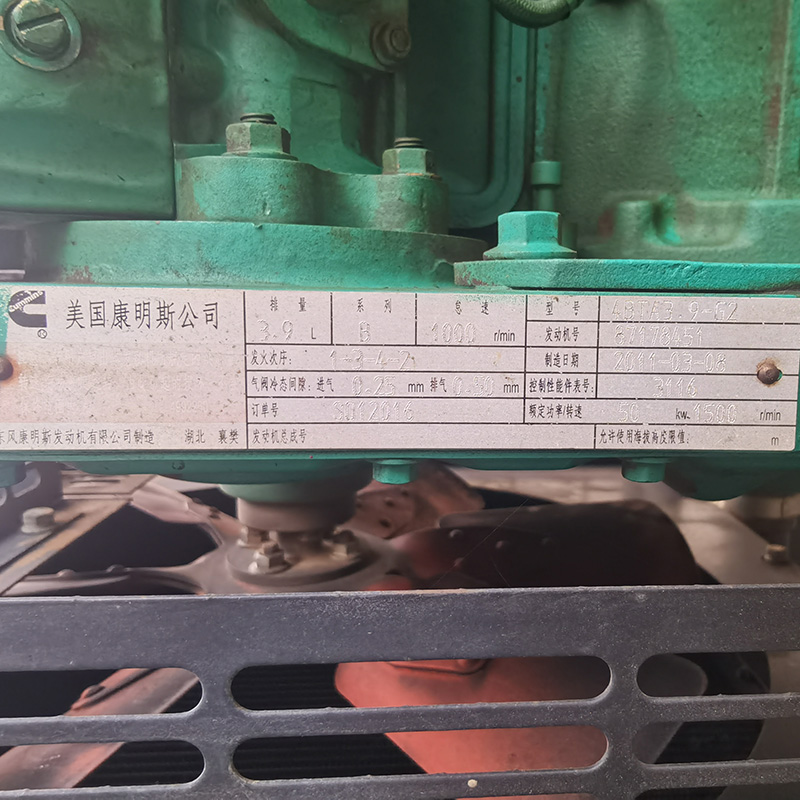 cummins
®
美国康明斯公司
东风康明斯发动机有限公司制造 湖北 襄樊
排量 系列 怠速
3.9 L B 1000 r/min
发火次序: 1-3-4-2
气阀冷态间隙: 进气 0.25 mm 排气 mm
订单号 SO12016
发动机总成号
型号 4BTA3.9-G2
发动机号 87178451
制造日期 2011-03-08
控制性能件表号: 3116
额定功率/转速 50 kw 1500 r/min
允许使用海拔高度限值: m